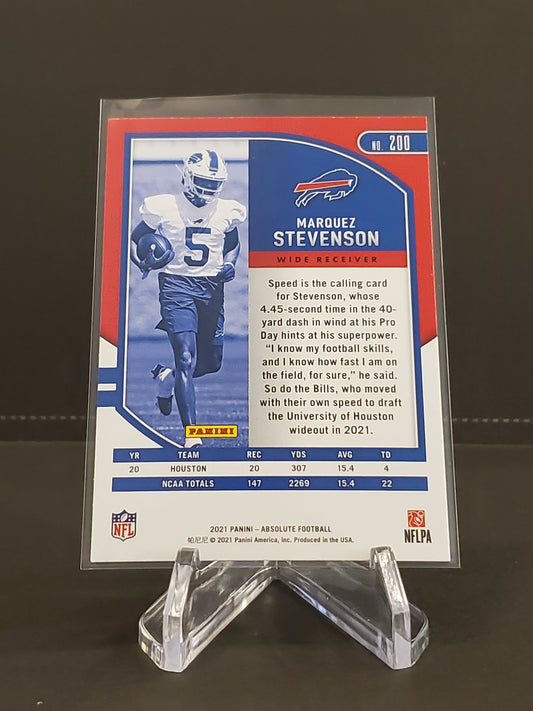 NO. 200
5
MARQUEZ
STEVENSON
WIDE RECEIVER
Speed is the calling card
for Stevenson, whose
4.45-second time in the 40-
yard dash in wind at his Pro
Day hints at his superpower.
“I know my football skills,
and I know how fast I am on
the field, for sure,” he said.
So do the Bills, who moved
with their own speed to draft
the University of Houston
wideout in 2021.
PANINI
YR TEAM REC YDS AVG TD
20 HOUSTON 20 307 15.4 4
NCAA TOTALS 147 2269 15.4 22
NFL
2021 PANINI – ABSOLUTE FOOTBALL
帕尼尼 © 2021 Panini America, Inc. Produced in the USA.
NFLPA